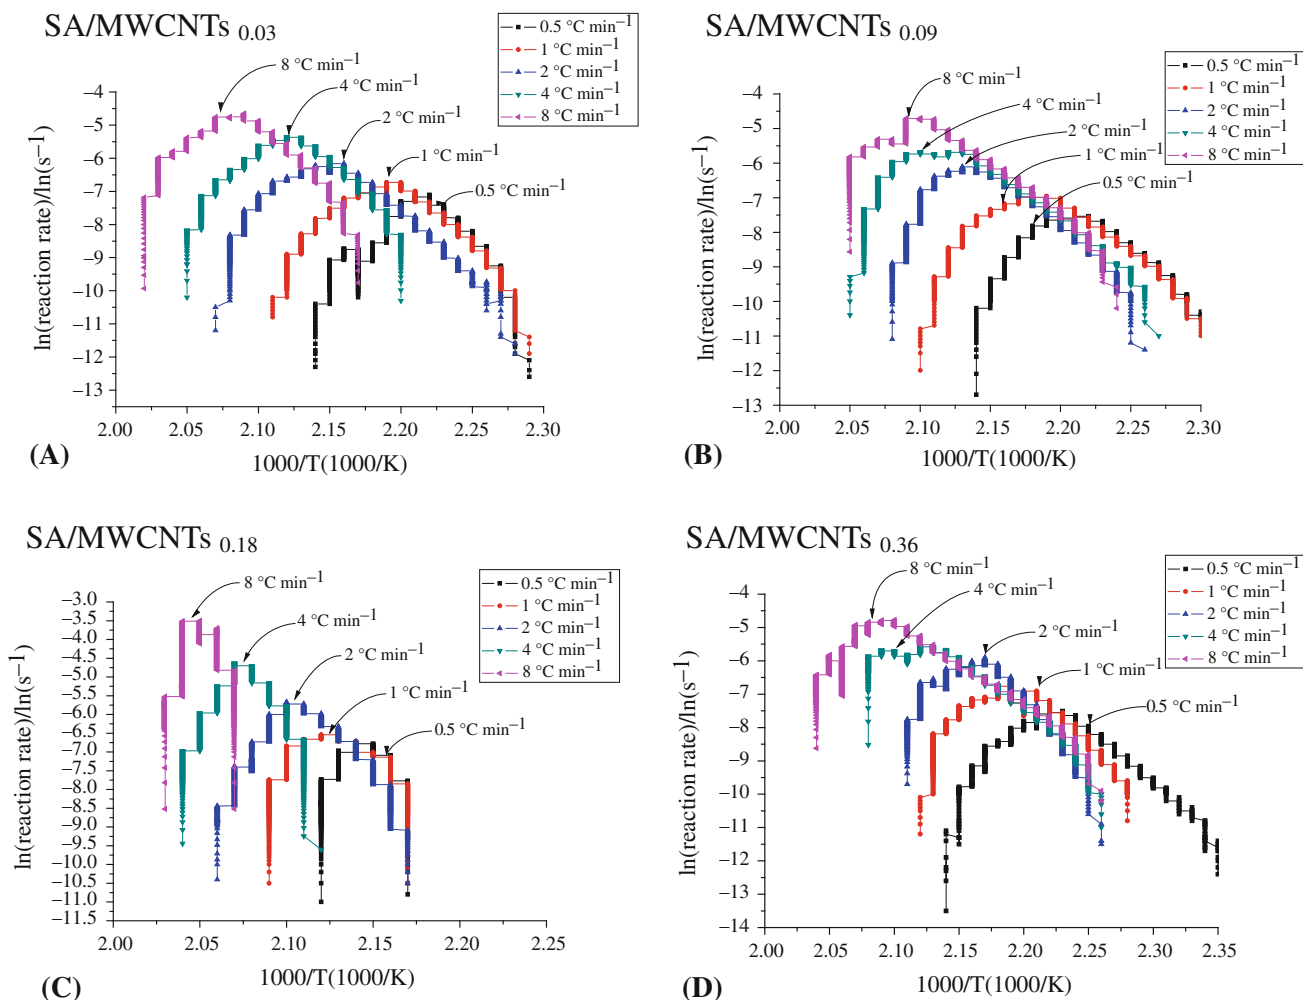 SA/MWCNTs 0.03
0.5 °C min−1
1 °C min−1
2 °C min−1
4 °C min−1
8 °C min−1
8 °C min−1
4 °C min−1
2 °C min−1
1 °C min−1
0.5 °C min−1
ln(reaction rate)/ln(s−1)
−4
−5
−6
−7
−8
−9
−10
−11
−12
−13
2.00 2.05 2.10 2.15 2.20 2.25 2.30
1000/T(1000/K)
(A)
SA/MWCNTs 0.09
0.5 °C min−1
1 °C min−1
2 °C min−1
4 °C min−1
8 °C min−1
8 °C min−1
4 °C min−1
2 °C min−1
1 °C min−1
0.5 °C min−1
ln(reaction rate)/ln(s−1)
−4
−5
−6
−7
−8
−9
−10
−11
−12
−13
2.00 2.05 2.10 2.15 2.20 2.25 2.30
1000/T(1000/K)
(B)
SA/MWCNTs 0.18
0.5 °C min−1
1 °C min−1
2 °C min−1
4 °C min−1
8 °C min−1
8 °C min−1
4 °C min−1
2 °C min−1
1 °C min−1
0.5 °C min−1
ln(reaction rate)/ln(s−1)
−3.0
−3.5
−4.0
−4.5
−5.0
−5.5
−6.0
−6.5
−7.0
−7.5
−8.0
−8.5
−9.0
−9.5
−10.0
−10.5
−11.0
−11.5
2.00 2.05 2.10 2.15 2.20 2.25
1000/T(1000/K)
(C)
SA/MWCNTs 0.36
0.5 °C min−1
1 °C min−1
2 °C min−1
4 °C min−1
8 °C min−1
8 °C min−1
4 °C min−1
2 °C min−1
1 °C min−1
0.5 °C min−1
ln(reaction rate)/ln(s−1)
−4
−5
−6
−7
−8
−9
−10
−11
−12
−13
−14
2.00 2.05 2.10 2.15 2.20 2.25 2.30 2.35
1000/T(1000/K)
(D)